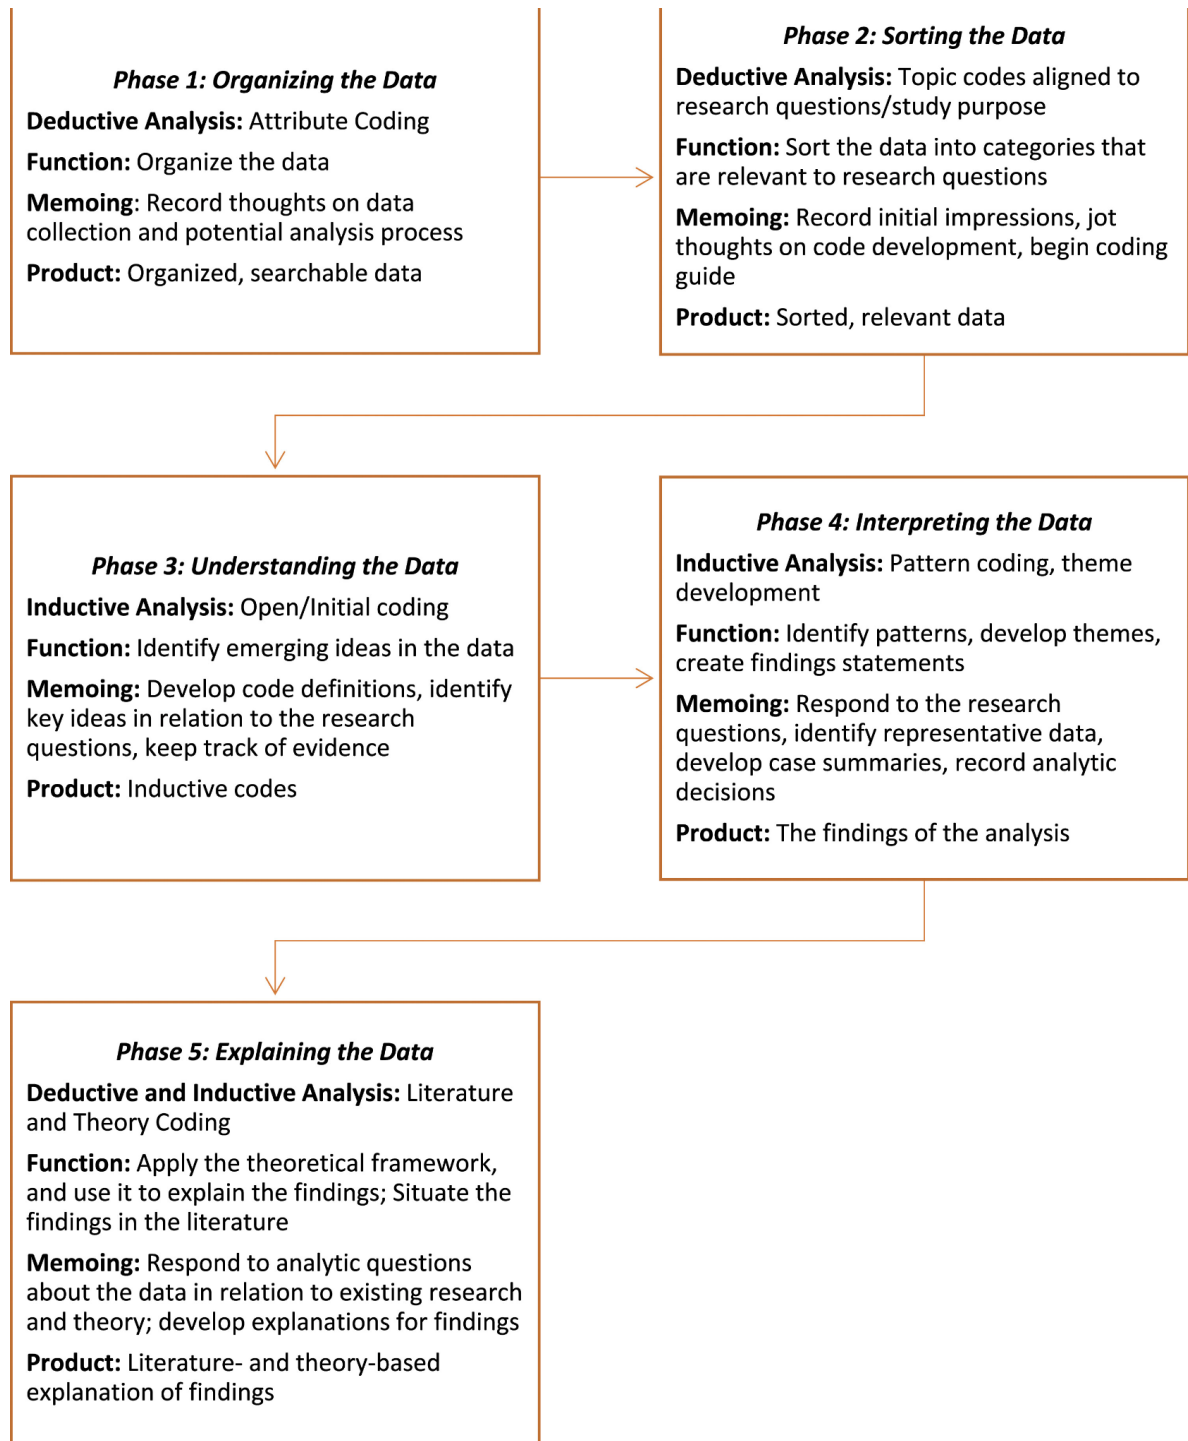 Phase 1: Organizing the Data
Deductive Analysis: Attribute Coding
Function: Organize the data
Memoing: Record thoughts on data
collection and potential analysis process
Product: Organized, searchable data
Phase 2: Sorting the Data
Deductive Analysis: Topic codes aligned to
research questions/study purpose
Function: Sort the data into categories that
are relevant to research questions
Memoing: Record initial impressions, jot
thoughts on code development, begin coding
guide
Product: Sorted, relevant data
Phase 3: Understanding the Data
Inductive Analysis: Open/Initial coding
Function: Identify emerging ideas in the data
Memoing: Develop code definitions, identify
key ideas in relation to the research
questions, keep track of evidence
Product: Inductive codes
Phase 4: Interpreting the Data
Inductive Analysis: Pattern coding, theme
development
Function: Identify patterns, develop themes,
create findings statements
Memoing: Respond to the research
questions, identify representative data,
develop case summaries, record analytic
decisions
Product: The findings of the analysis
Phase 5: Explaining the Data
Deductive and Inductive Analysis: Literature
and Theory Coding
Function: Apply the theoretical framework,
and use it to explain the findings; Situate the
findings in the literature
Memoing: Respond to analytic questions
about the data in relation to existing research
and theory; develop explanations for findings
Product: Literature- and theory-based
explanation of findings